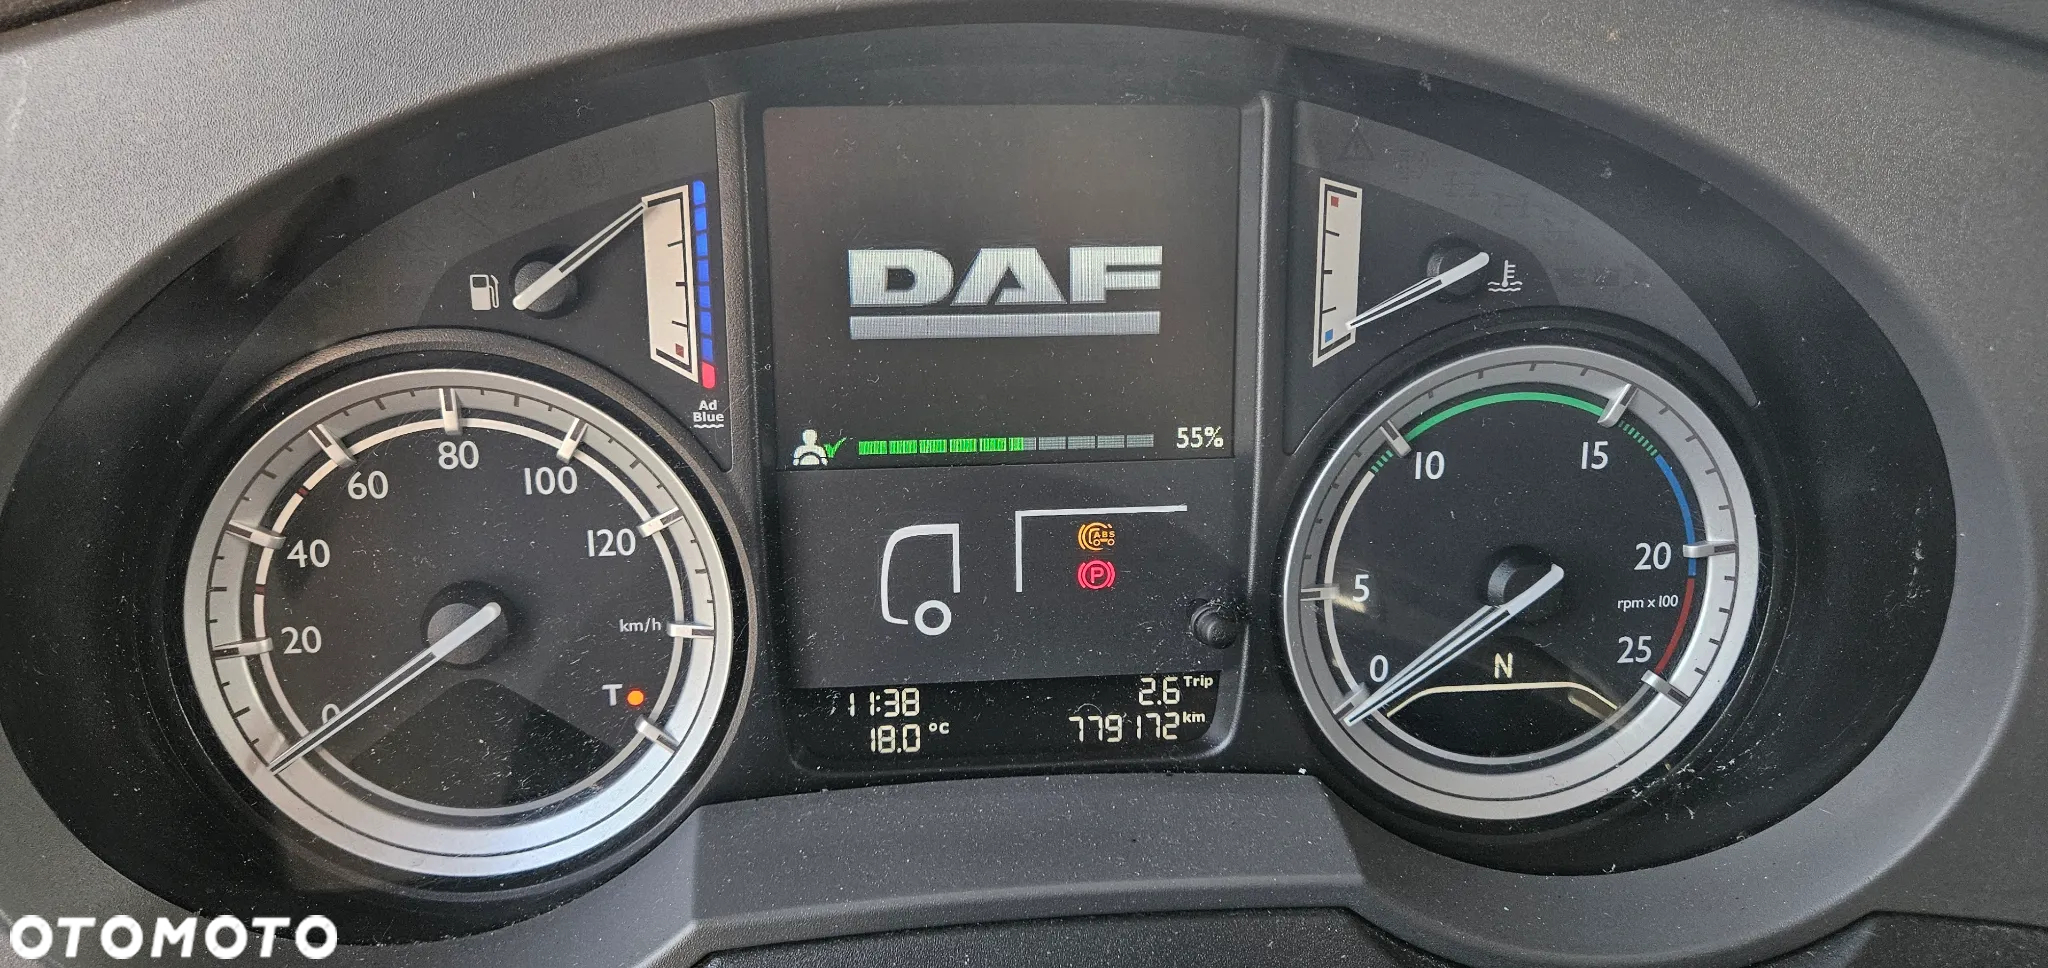 DAF
55%
Ad
Blue
0
20
40
60
80
100
120
km/h
T
ABS
P
11:38
18.0 °C
2.6 Trip
779172 km
0
5
10
15
20
25
rpm x 100
N
OTOMOTO